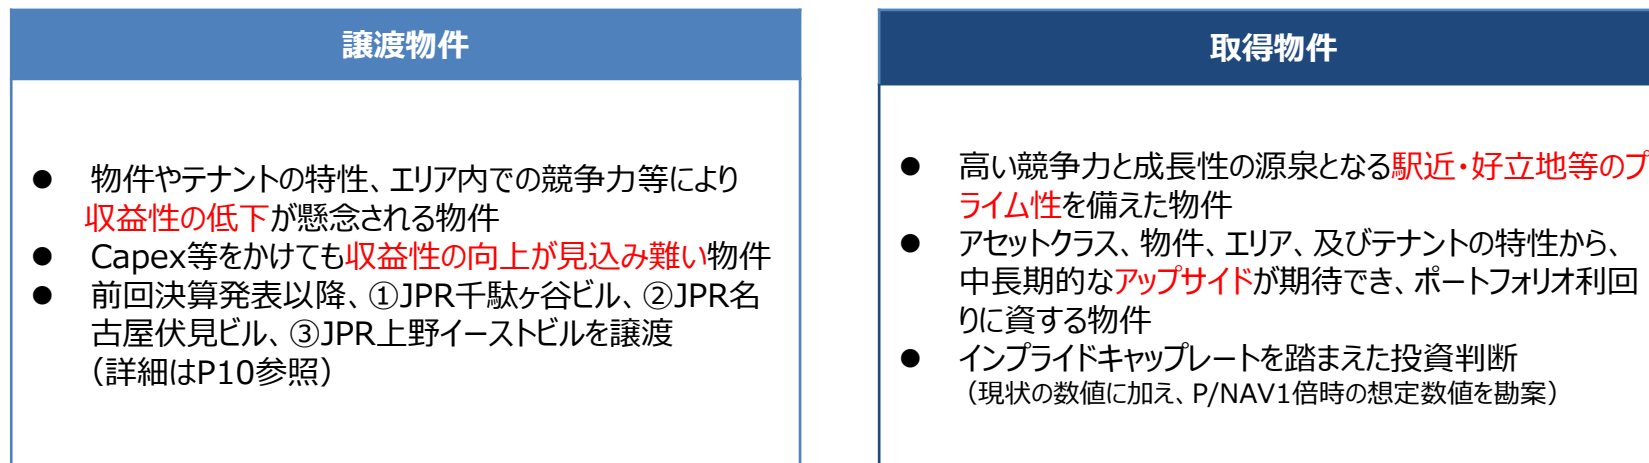 譲渡物件
● 物件やテナントの特性、エリア内での競争力等により
収益性の低下が懸念される物件
● Capex等をかけても収益性の向上が見込み難い物件
● 前回決算発表以降、①JPR千駄ヶ谷ビル、②JPR名
古屋伏見ビル、③JPR上野イーストビルを譲渡
（詳細はP10参照）
取得物件
● 高い競争力と成長性の源泉となる駅近・好立地等のプ
ライム性を備えた物件
● アセットクラス、物件、エリア、及びテナントの特性から、
中長期的なアップサイドが期待でき、ポートフォリオ利回
りに資する物件
● インプライドキャップレートを踏まえた投資判断
（現状の数値に加え、P/NAV1倍時の想定数値を勘案）